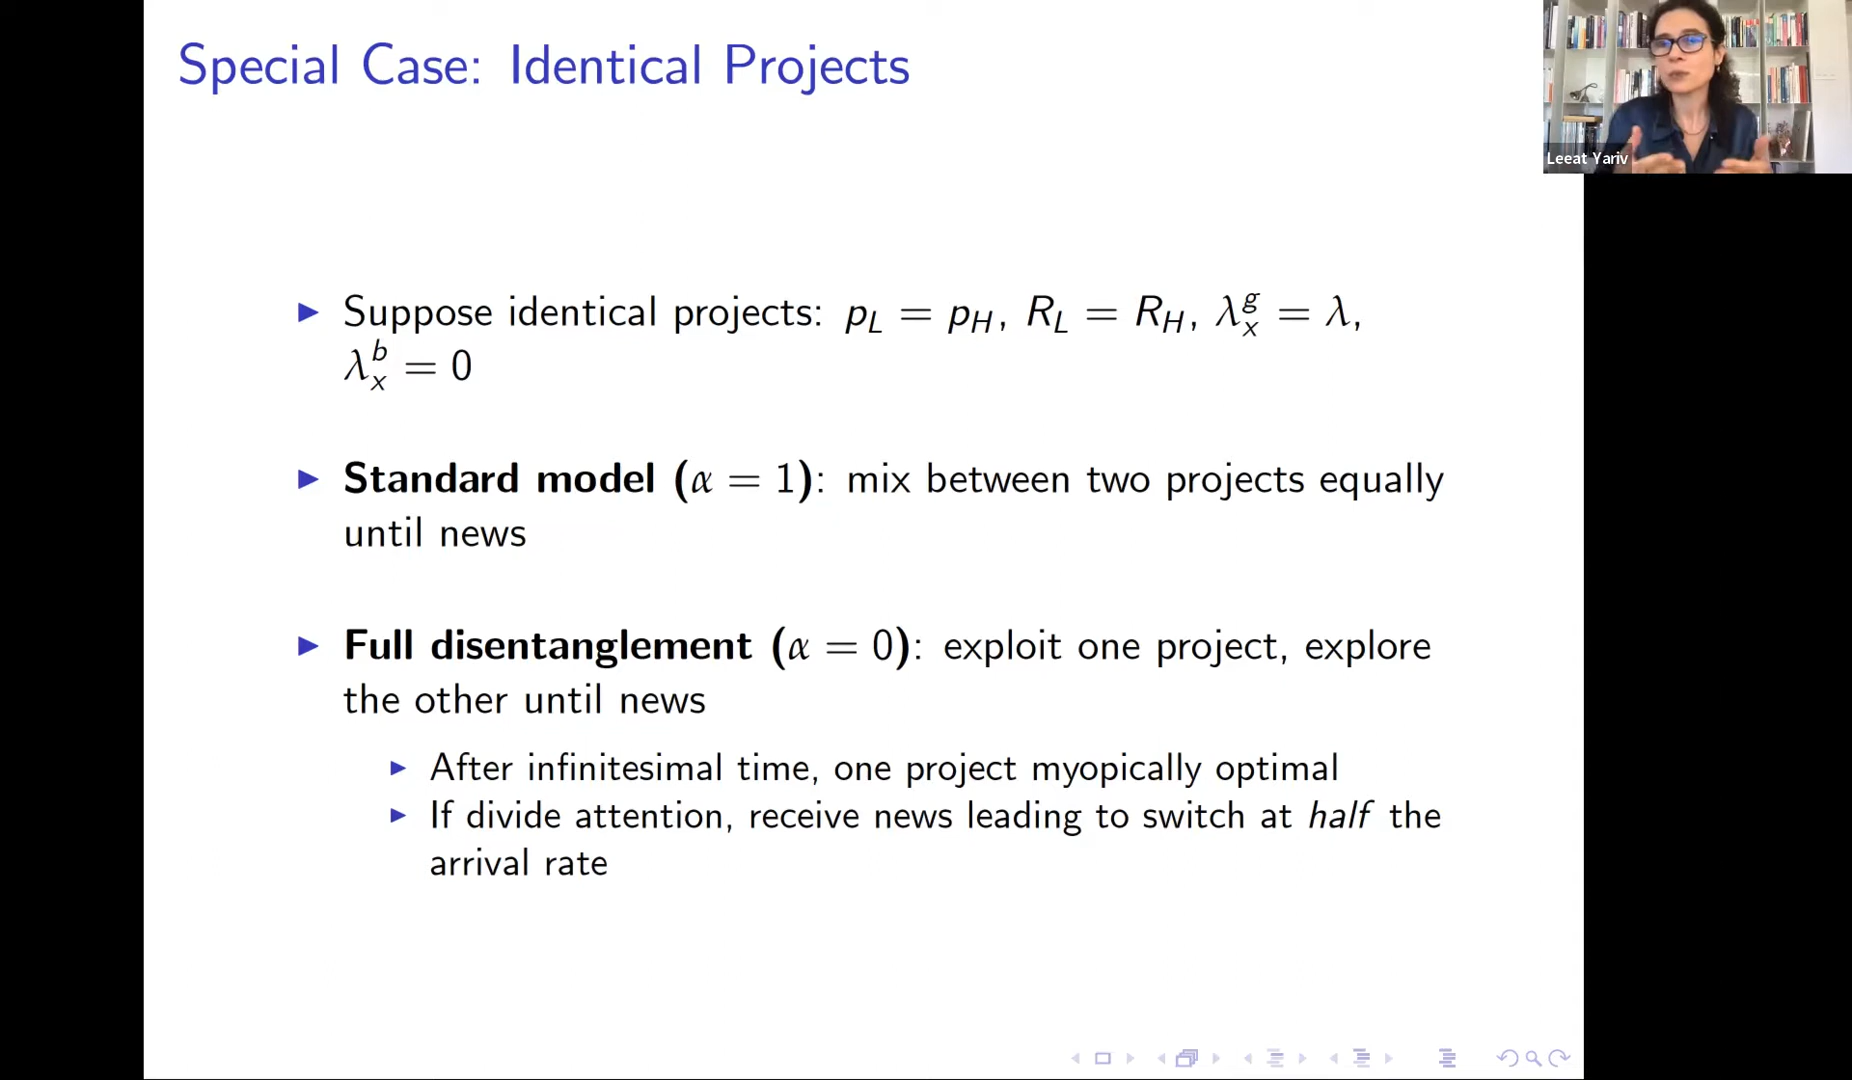 Special Case: Identical Projects
Leeat Yariv
▶ Suppose identical projects: p_L = p_H, R_L = R_H, λ_x^g = λ,
λ_x^b = 0
▶ Standard model (α = 1): mix between two projects equally
until news
▶ Full disentanglement (α = 0): exploit one project, explore
the other until news
▶ After infinitesimal time, one project myopically optimal
▶ If divide attention, receive news leading to switch at half the
arrival rate